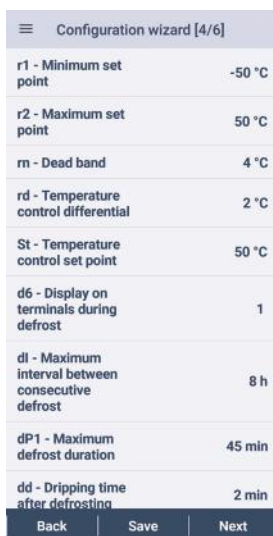 ≡ Configuration wizard [4/6]
r1 - Minimum set
point
-50 °C
r2 - Maximum set
point
50 °C
rn - Dead band
4 °C
rd - Temperature
control differential
2 °C
St - Temperature
control set point
50 °C
d6 - Display on
terminals during
defrost
1
dI - Maximum
interval between
consecutive
defrost
8 h
dP1 - Maximum
defrost duration
45 min
dd - Dripping time
after defrosting
2 min
Back Save Next